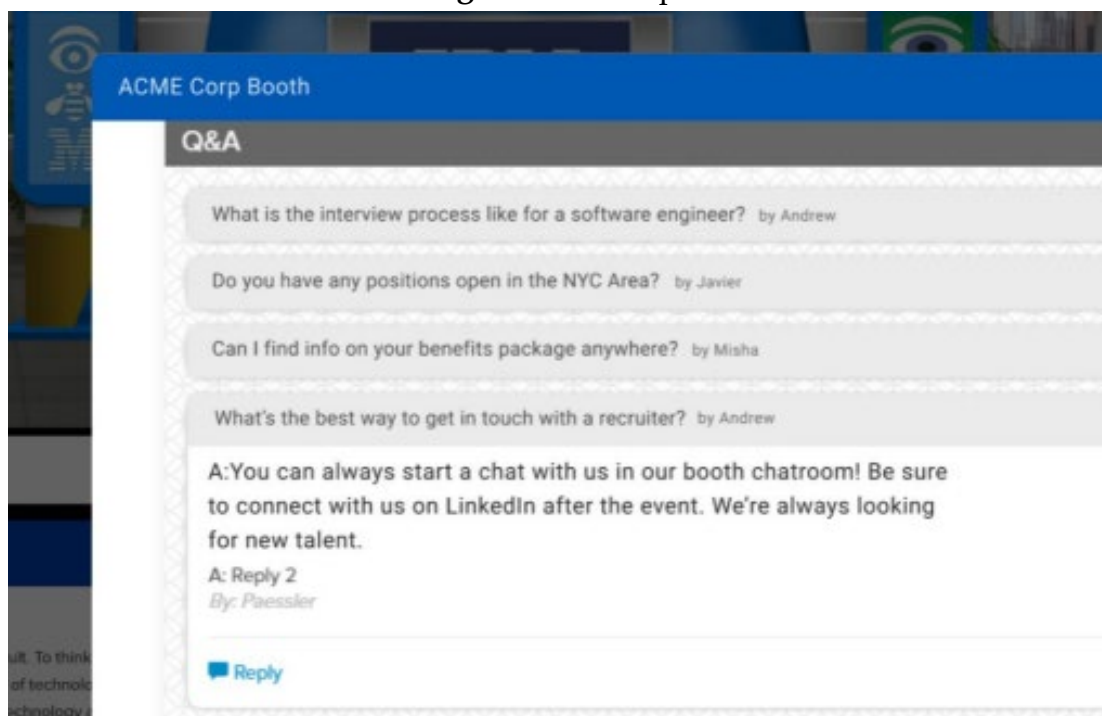 ACME Corp Booth
Q&A
What is the interview process like for a software engineer? by Andrew
Do you have any positions open in the NYC Area? by Javier
Can I find info on your benefits package anywhere? by Misha
What's the best way to get in touch with a recruiter? by Andrew
A:You can always start a chat with us in our booth chatroom! Be sure
to connect with us on LinkedIn after the event. We're always looking
for new talent.
A: Reply 2
By: Paessler
Reply
To think
of technolo